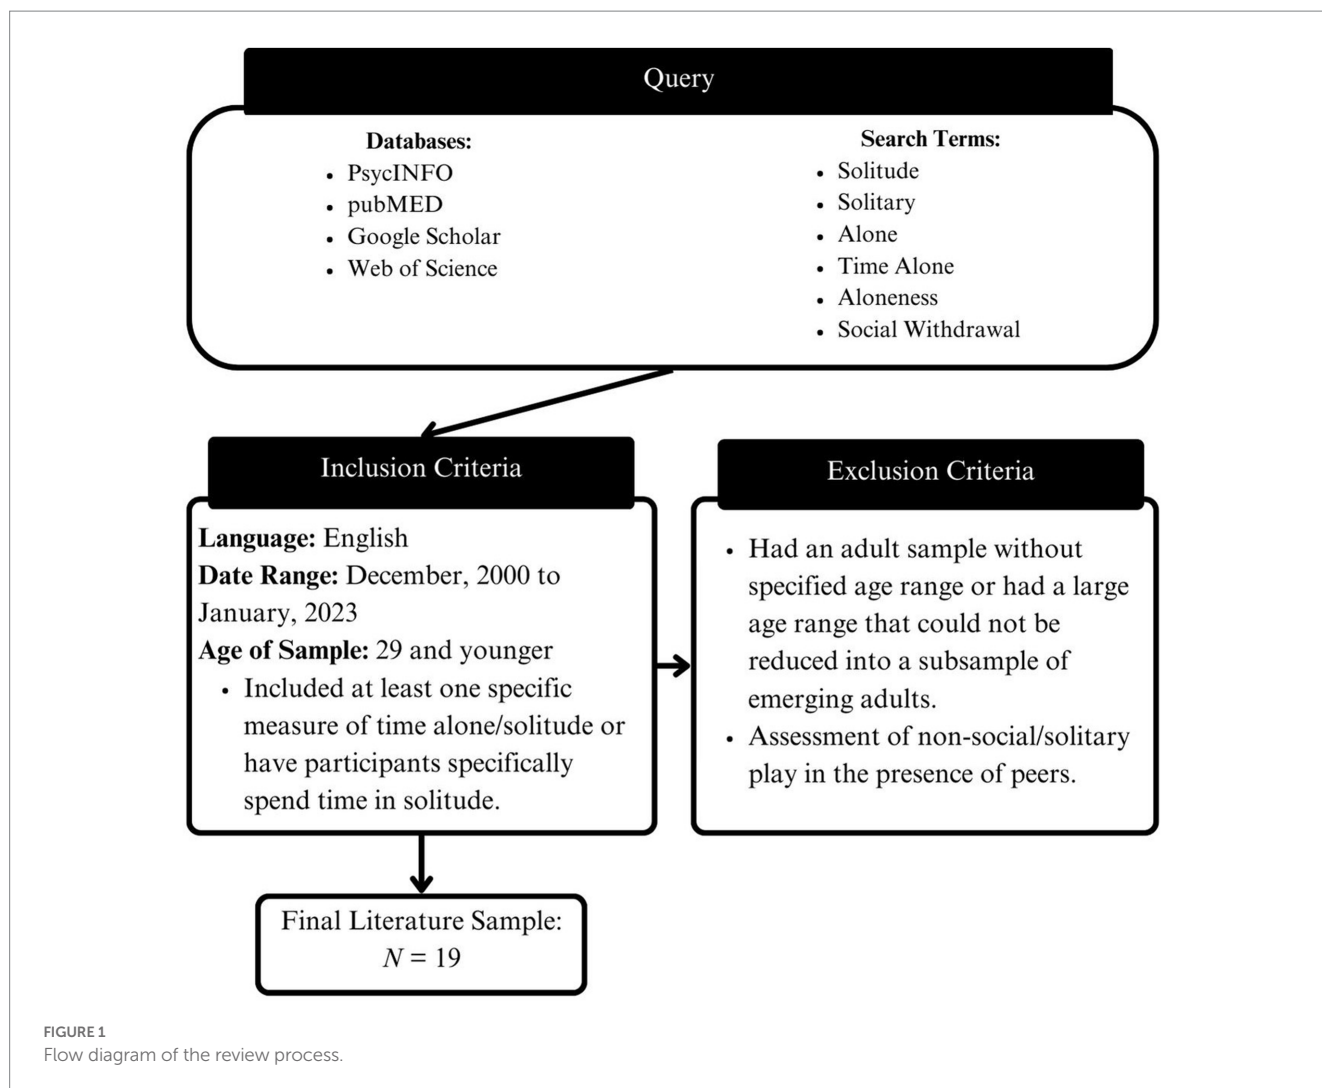 Query
Databases:
• PsycINFO
• pubMED
• Google Scholar
• Web of Science
Search Terms:
• Solitude
• Solitary
• Alone
• Time Alone
• Aloneness
• Social Withdrawal
Inclusion Criteria
Language: English
Date Range: December, 2000 to
January, 2023
Age of Sample: 29 and younger
• Included at least one specific
measure of time alone/solitude or
have participants specifically
spend time in solitude.
Exclusion Criteria
• Had an adult sample without
specified age range or had a large
age range that could not be
reduced into a subsample of
emerging adults.
• Assessment of non-social/solitary
play in the presence of peers.
Final Literature Sample:
N = 19
FIGURE 1
Flow diagram of the review process.